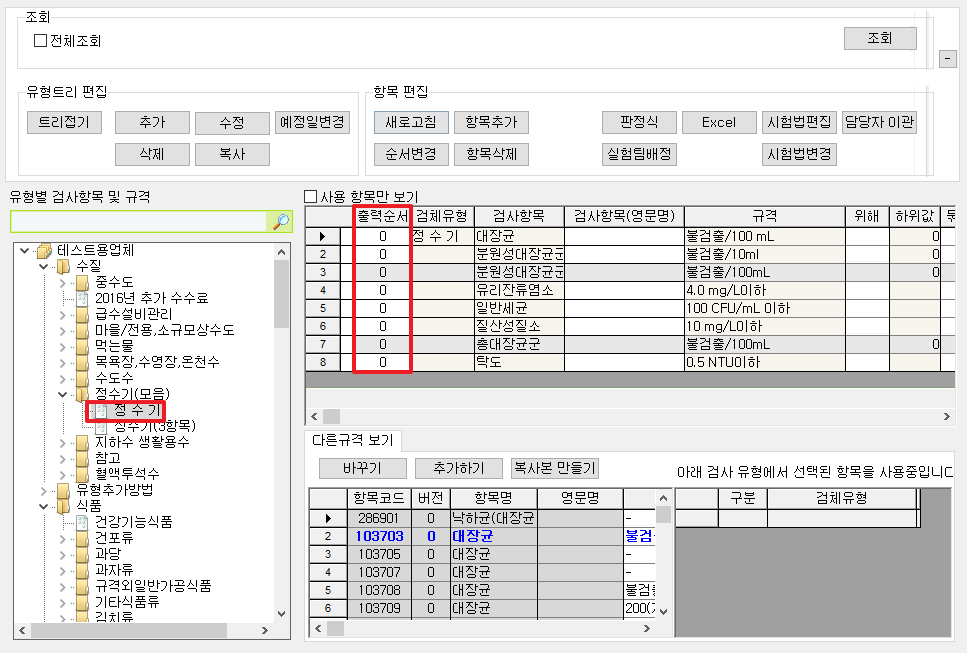 조회
전체조회
조회
-
유형트리 편집
트리접기 추가 수정 예정일변경
삭제 복사
항목 편집
새로고침 항목추가 판정식 Excel 시험법편집 담당자 이관
순서변경 항목삭제 실험팀배정 시험법변경
유형별 검사항목 및 규격
테스트용업체
수질
중수도
2016년 추가 수수료
급수설비관리
마을/전용,소규모상수도
먹는물
목욕장,수영장,온천수
수도수
정수기(모음)
정 수 기
정수기(3항목)
지하수 생활용수
참고
혈액투석수
유형추가방법
식품
건강기능식품
건포류
과당
과자류
규격외일반가공식품
기타식품류
김치류
사용 항목만 보기
출력순서 검체유형 검사항목 검사항목(영문명) 규격 위해 하위값
0 정 수 기 대장균 불검출/100 mL 0
2 0 분원성대장균군 불검출/10ml 0
3 0 분원성대장균군 불검출/100mL 0
4 0 유리잔류염소 4.0 mg/L이하
5 0 일반세균 100 CFU/mL 이하
6 0 질산성질소 10 mg/L이하
7 0 총대장균군 불검출/100mL 0
8 0 탁도 0.5 NTU이하
다른규격 보기
바꾸기 추가하기 복사본 만들기
항목코드 버전 항목명 영문명
286901 0 낙하균(대장균 -
2 103703 0 대장균 불검
3 103705 0 대장균 -
4 103707 0 대장균 -
5 103708 0 대장균 불검출
6 103709 0 대장균 200(
아래 검사 유형에서 선택된 항목을 사용중입니다
구분 검체유형